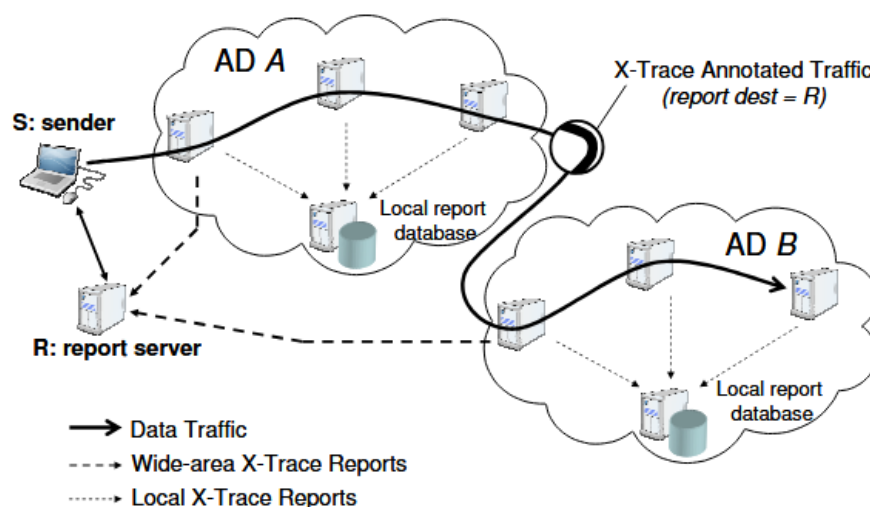 AD A
X-Trace Annotated Traffic
(report dest = R)
S: sender
Local report
database
AD B
R: report server
Local report
database
Data Traffic
Wide-area X-Trace Reports
Local X-Trace Reports